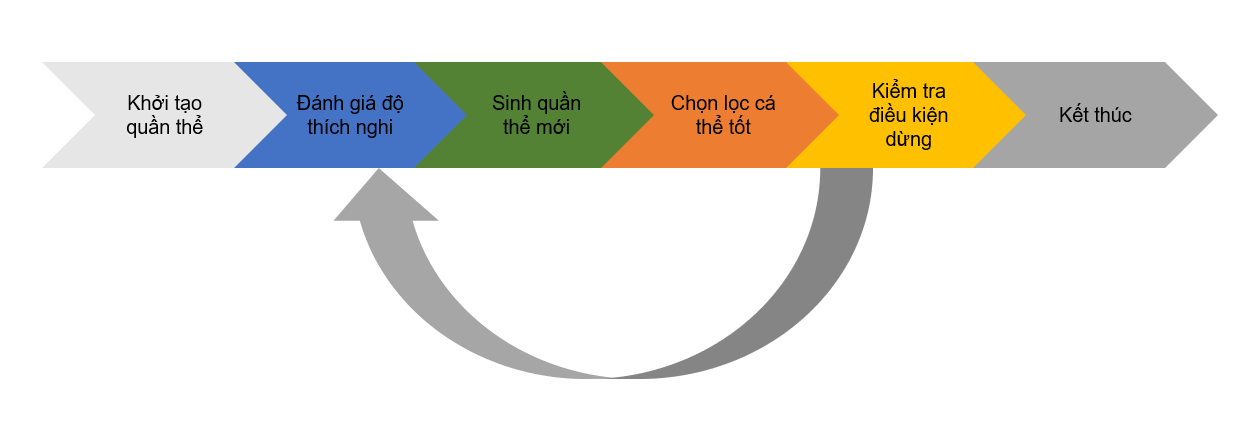 Khởi tạo
quần thể
Đánh giá độ
thích nghi
Sinh quần
thể mới
Chọn lọc cá
thể tốt
Kiểm tra
điều kiện
dừng
Kết thúc